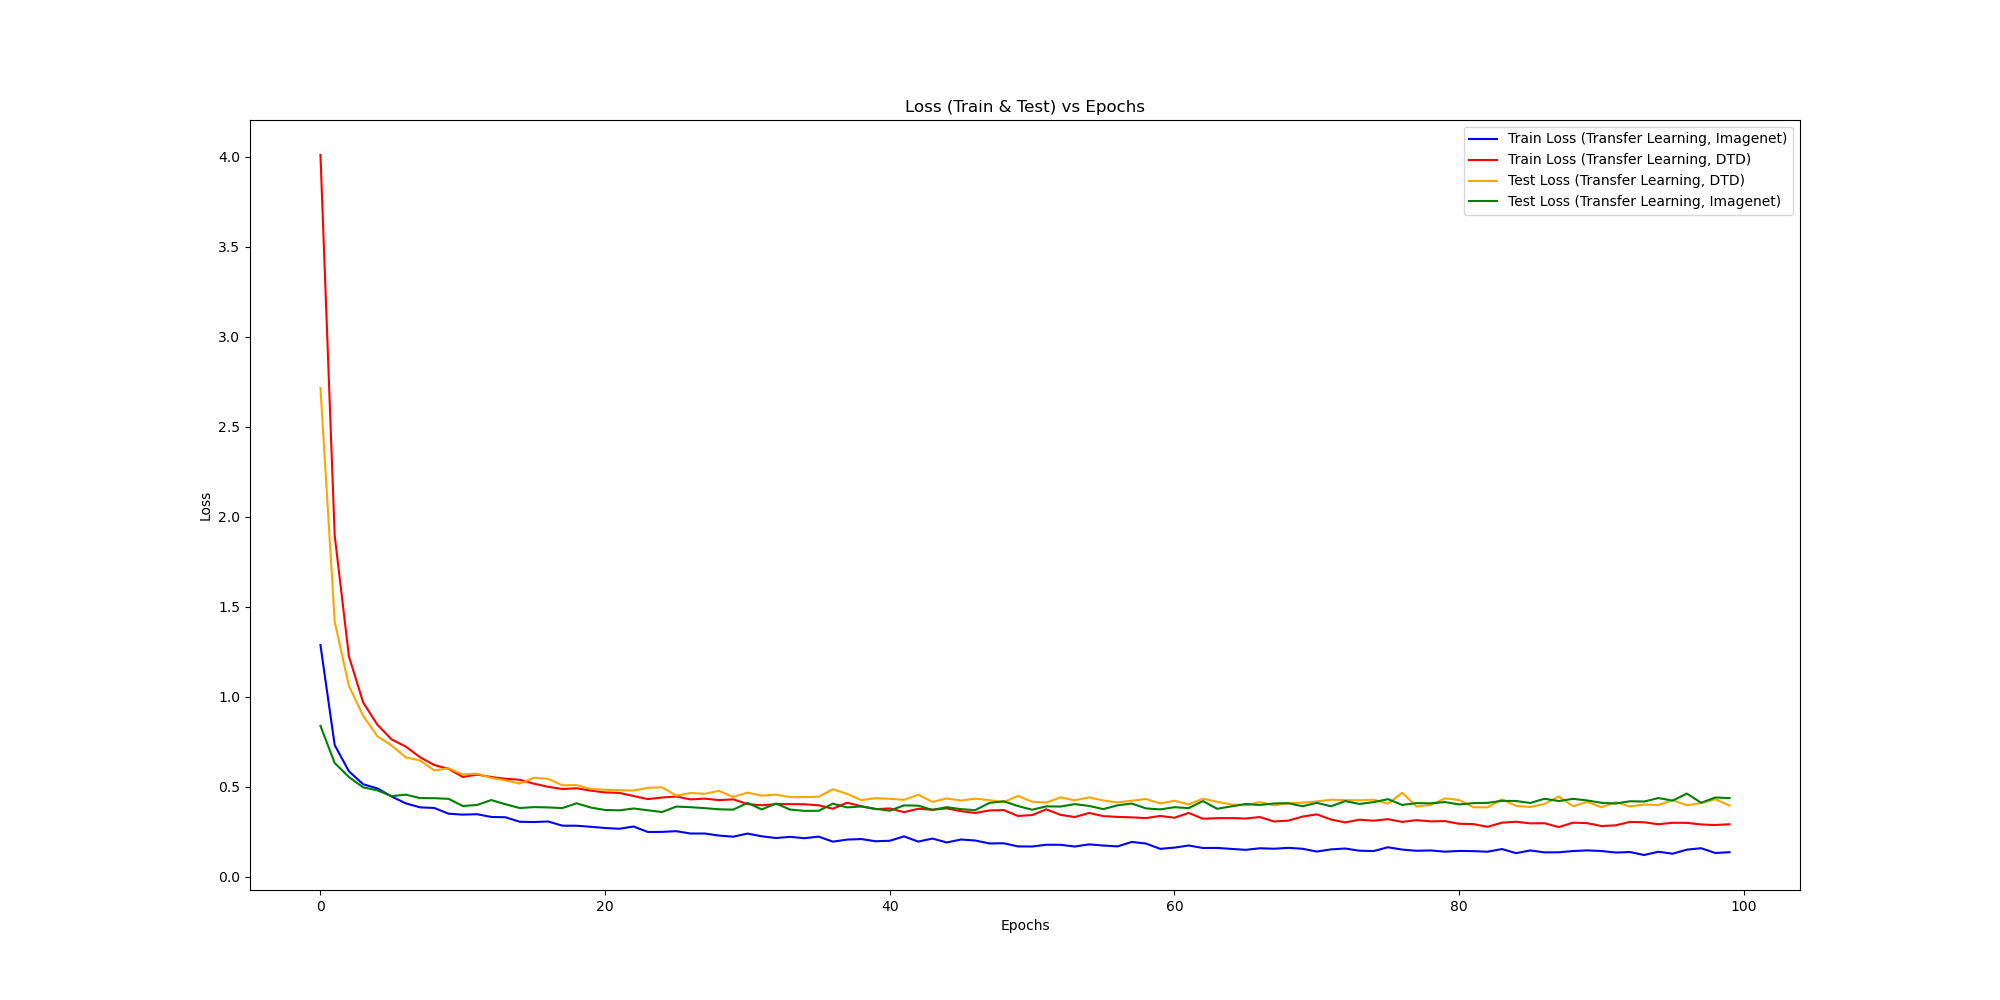 Loss (Train & Test) vs Epochs
Train Loss (Transfer Learning, Imagenet)
Train Loss (Transfer Learning, DTD)
Test Loss (Transfer Learning, DTD)
Test Loss (Transfer Learning, Imagenet)
4.0
3.5
3.0
2.5
2.0
1.5
1.0
0.5
0.0
Loss
0 20 40 60 80 100
Epochs